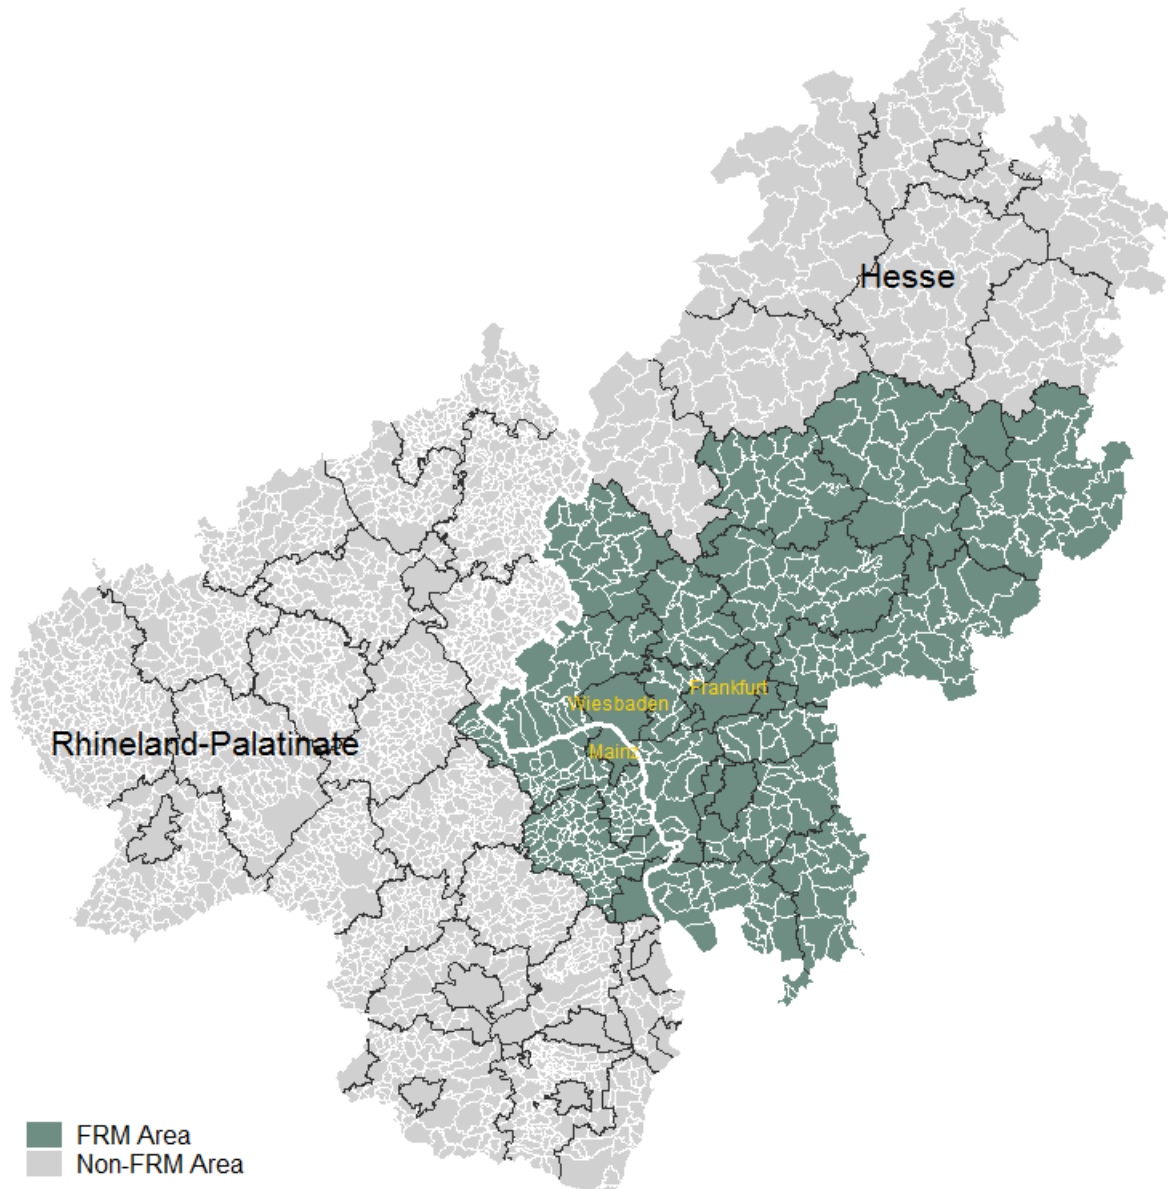 Hesse
Frankfurt
Wiesbaden
Rhineland-Palatinate
Mainz
FRM Area
Non-FRM Area